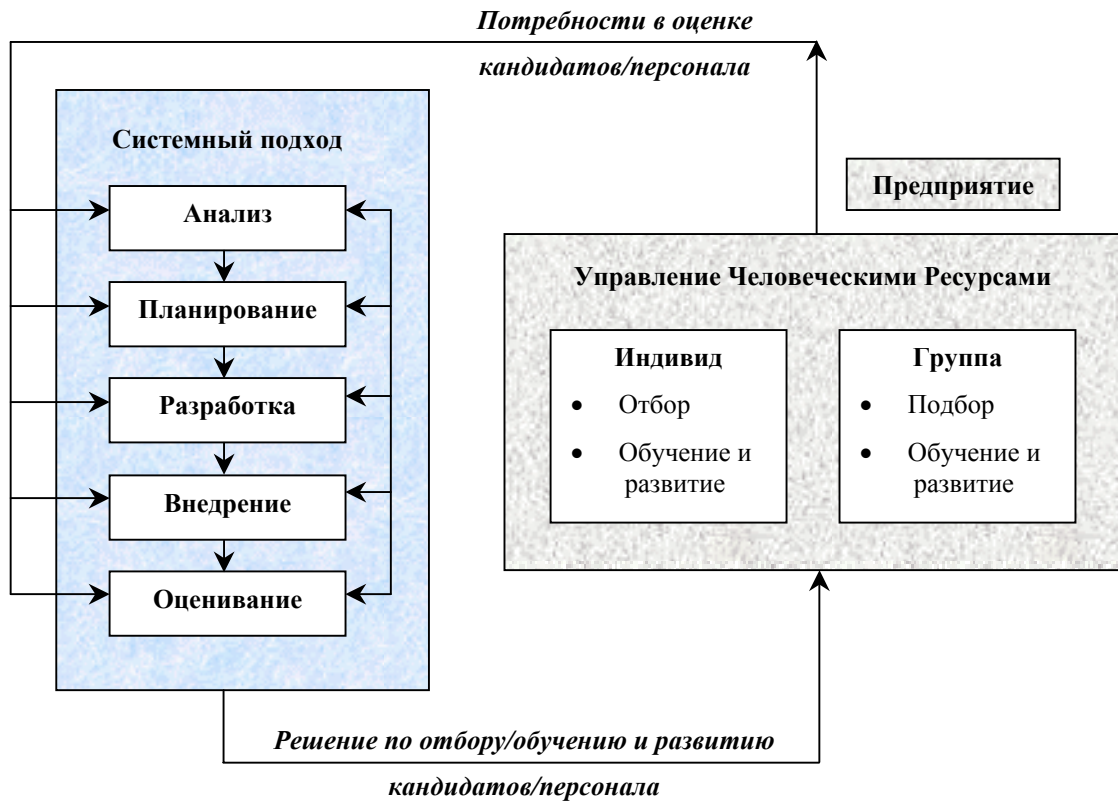 Потребности в оценке
кандидатов/персонала
Системный подход
Анализ
Планирование
Разработка
Внедрение
Оценивание
Предприятие
Управление Человеческими Ресурсами
Индивид
• Отбор
• Обучение и
развитие
Группа
• Подбор
• Обучение и
развитие
Решение по отбору/обучению и развитию
кандидатов/персонала